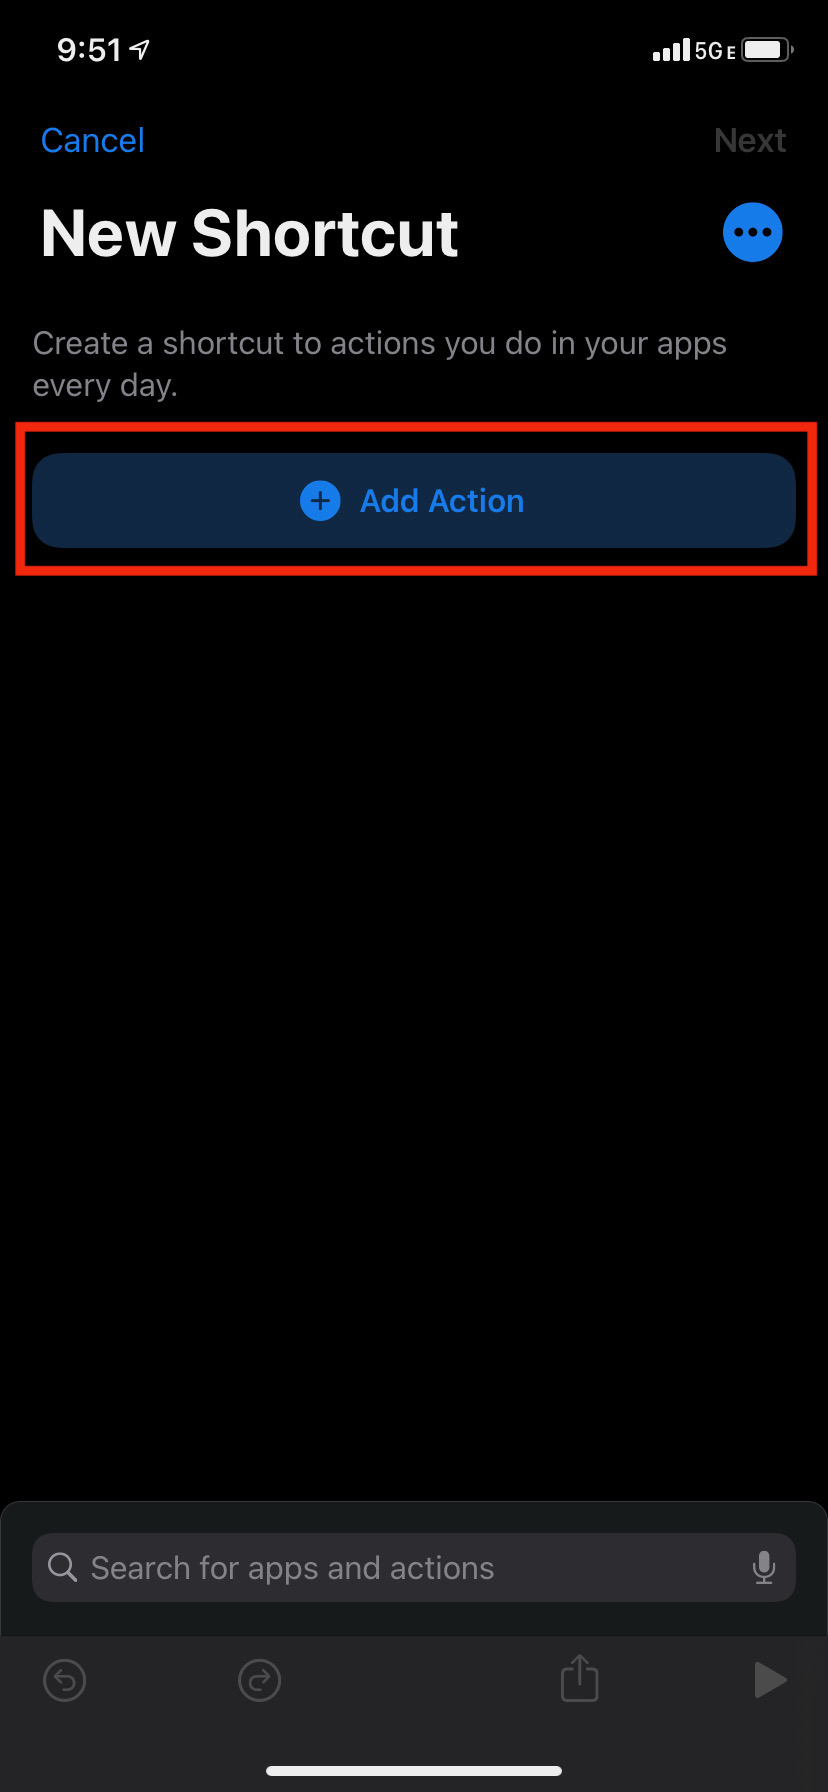 9:51
5GE
Cancel
Next
New Shortcut
Create a shortcut to actions you do in your apps
every day.
Add Action
Search for apps and actions